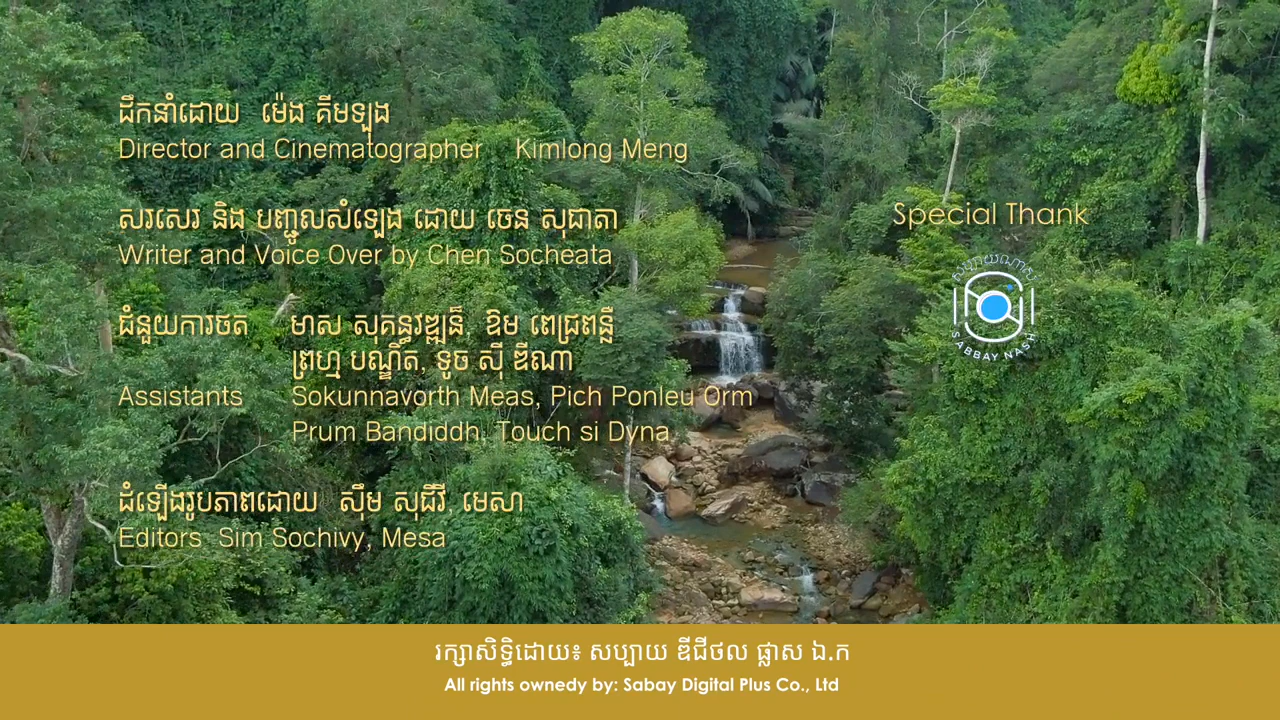 ដឹកនាំដោយ ម៉េង គីមឡុង
Director and Cinematographer Kimlong Meng
សរសេរ និង បញ្ចូលសំឡេង ដោយ ចេន សុជាតា
Writer and Voice Over by Chen Socheata
ជំនួយការថត មាស សុគន្ធវឌ្ឍន៏, ឱម ពេជ្រពន្លឺ
ព្រហ្ម បណ្ឌិត, ទូច ស៊ី ឌីណា
Assistants Sokunnavorth Meas, Pich Ponleu Orm
Prum Bandiddh, Touch si Dyna
ដំឡើងរូបភាពដោយ ស៊ឹម សុជីវី, មេសា
Editors Sim Sochivy, Mesa
Special Thank
សប្បាយណាស់
SABBAY NASH
រក្សាសិទ្ធិដោយ៖ សប្បាយ ឌីជីថល ផ្លាស ឯ.ក
All rights ownedy by: Sabay Digital Plus Co., Ltd